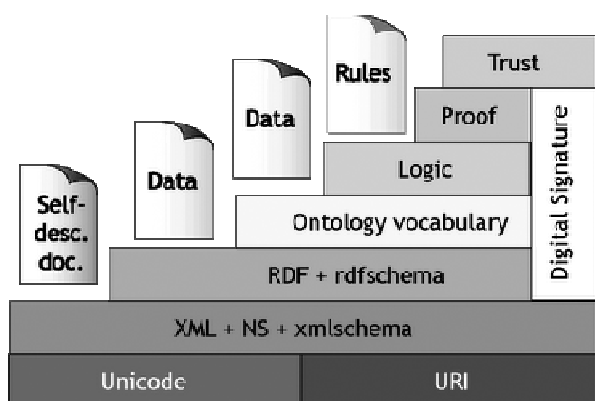 Trust
Rules
Proof
Data
Logic
Data
Self-
desc.
doc.
Ontology vocabulary
Digital Signature
RDF + rdfschema
XML + NS + xmlschema
Unicode
URI